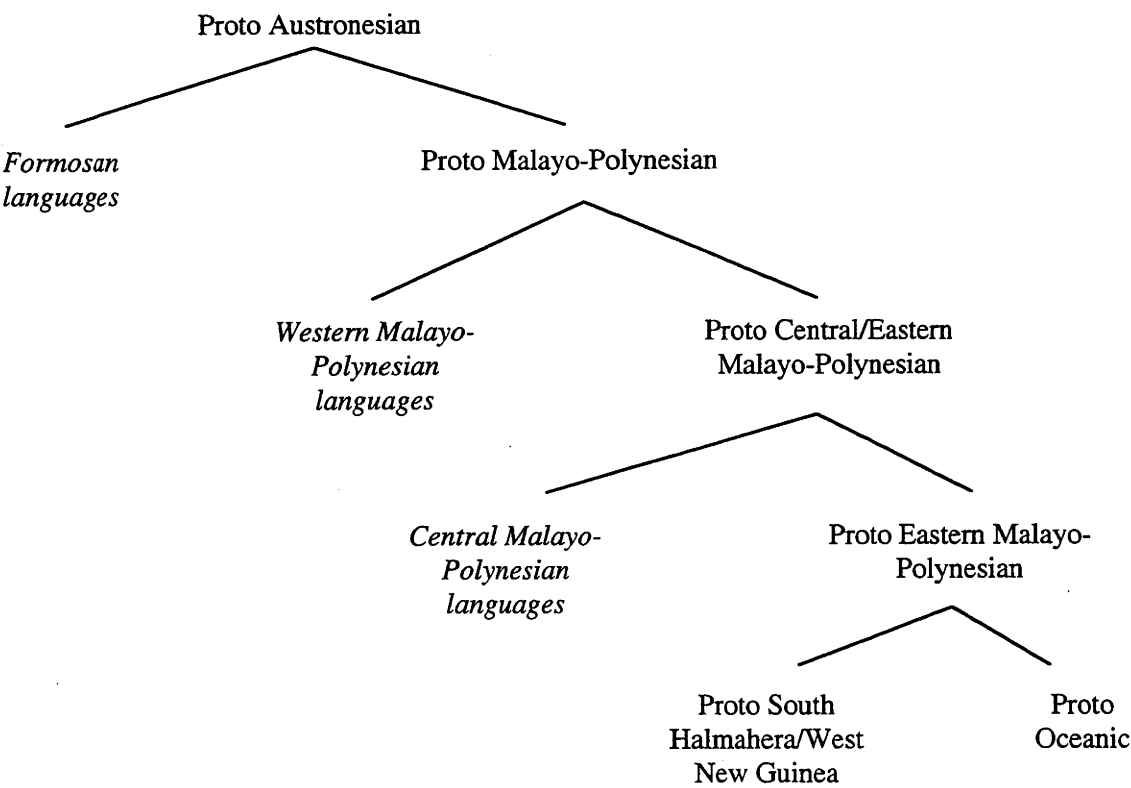 Proto Austronesian
Formosan
languages
Proto Malayo-Polynesian
Western Malayo-
Polynesian
languages
Proto Central/Eastern
Malayo-Polynesian
Central Malayo-
Polynesian
languages
Proto Eastern Malayo-
Polynesian
Proto South
Halmahera/West
New Guinea
Proto
Oceanic